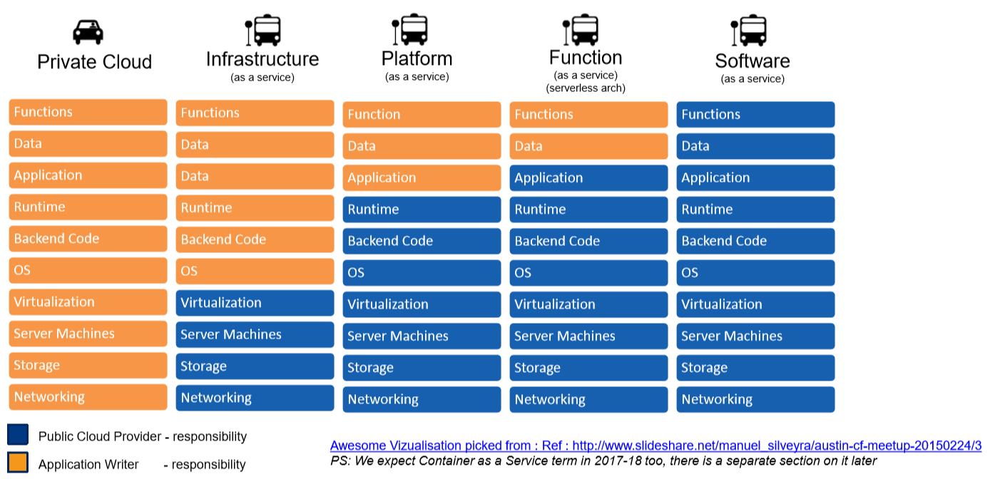 Private Cloud
Infrastructure
(as a service)
Platform
(as a service)
Function
(as a service)
(serverless arch)
Software
(as a service)
Functions
Data
Application
Runtime
Backend Code
OS
Virtualization
Server Machines
Storage
Networking
Functions
Data
Data
Runtime
Backend Code
OS
Virtualization
Server Machines
Storage
Networking
Function
Data
Application
Runtime
Backend Code
OS
Virtualization
Server Machines
Storage
Networking
Functions
Data
Application
Runtime
Backend Code
OS
Virtualization
Server Machines
Storage
Networking
Functions
Data
Application
Runtime
Backend Code
OS
Virtualization
Server Machines
Storage
Networking
Public Cloud Provider - responsibility
Application Writer - responsibility
Awesome Vizualisation picked from : Ref : http://www.slideshare.net/manuel_silveyra/austin-cf-meetup-20150224/3
PS: We expect Container as a Service term in 2017-18 too, there is a separate section on it later